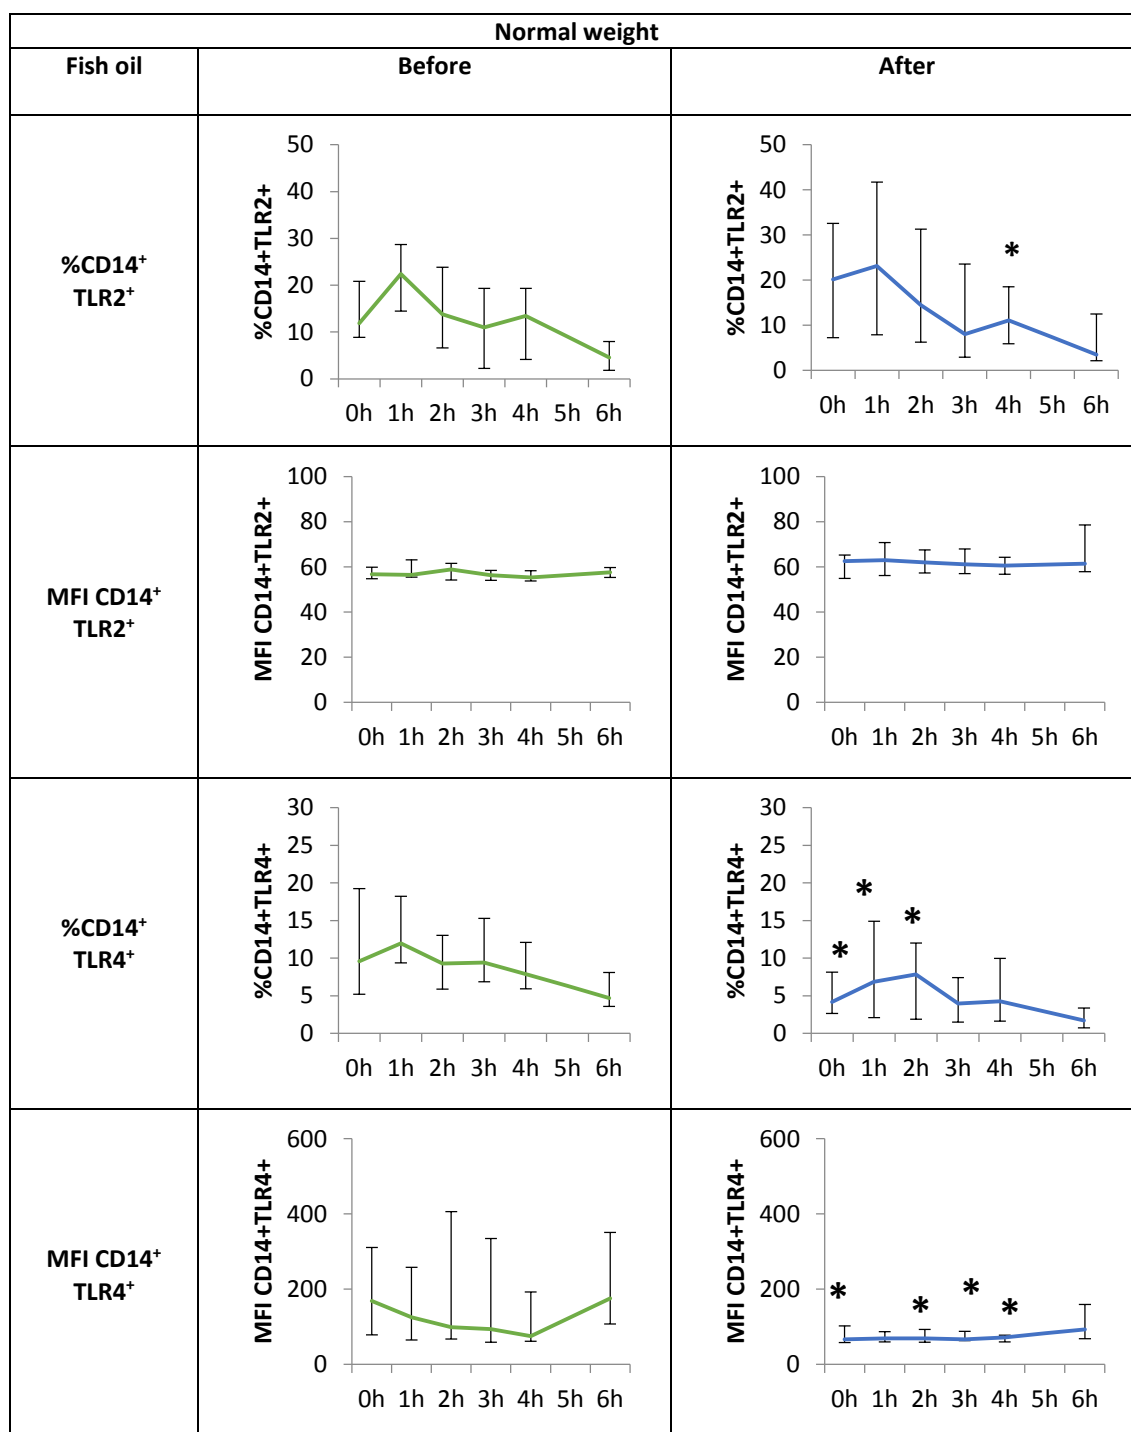 Normal weight
Fish oil
Before
After
%CD14⁺
TLR2⁺
%CD14+TLR2+
50
40
30
20
10
0
0h 1h 2h 3h 4h 5h 6h
%CD14+TLR2+
50
40
30
20
10
0
*
0h 1h 2h 3h 4h 5h 6h
MFI CD14⁺
TLR2⁺
MFI CD14+TLR2+
100
80
60
40
20
0
0h 1h 2h 3h 4h 5h 6h
MFI CD14+TLR2+
100
80
60
40
20
0
0h 1h 2h 3h 4h 5h 6h
%CD14⁺
TLR4⁺
%CD14+TLR4+
30
25
20
15
10
5
0
0h 1h 2h 3h 4h 5h 6h
%CD14+TLR4+
30
25
20
15
10
5
0
* * *
0h 1h 2h 3h 4h 5h 6h
MFI CD14⁺
TLR4⁺
MFI CD14+TLR4+
600
400
200
0
0h 1h 2h 3h 4h 5h 6h
MFI CD14+TLR4+
600
400
200
0
* * * *
0h 1h 2h 3h 4h 5h 6h